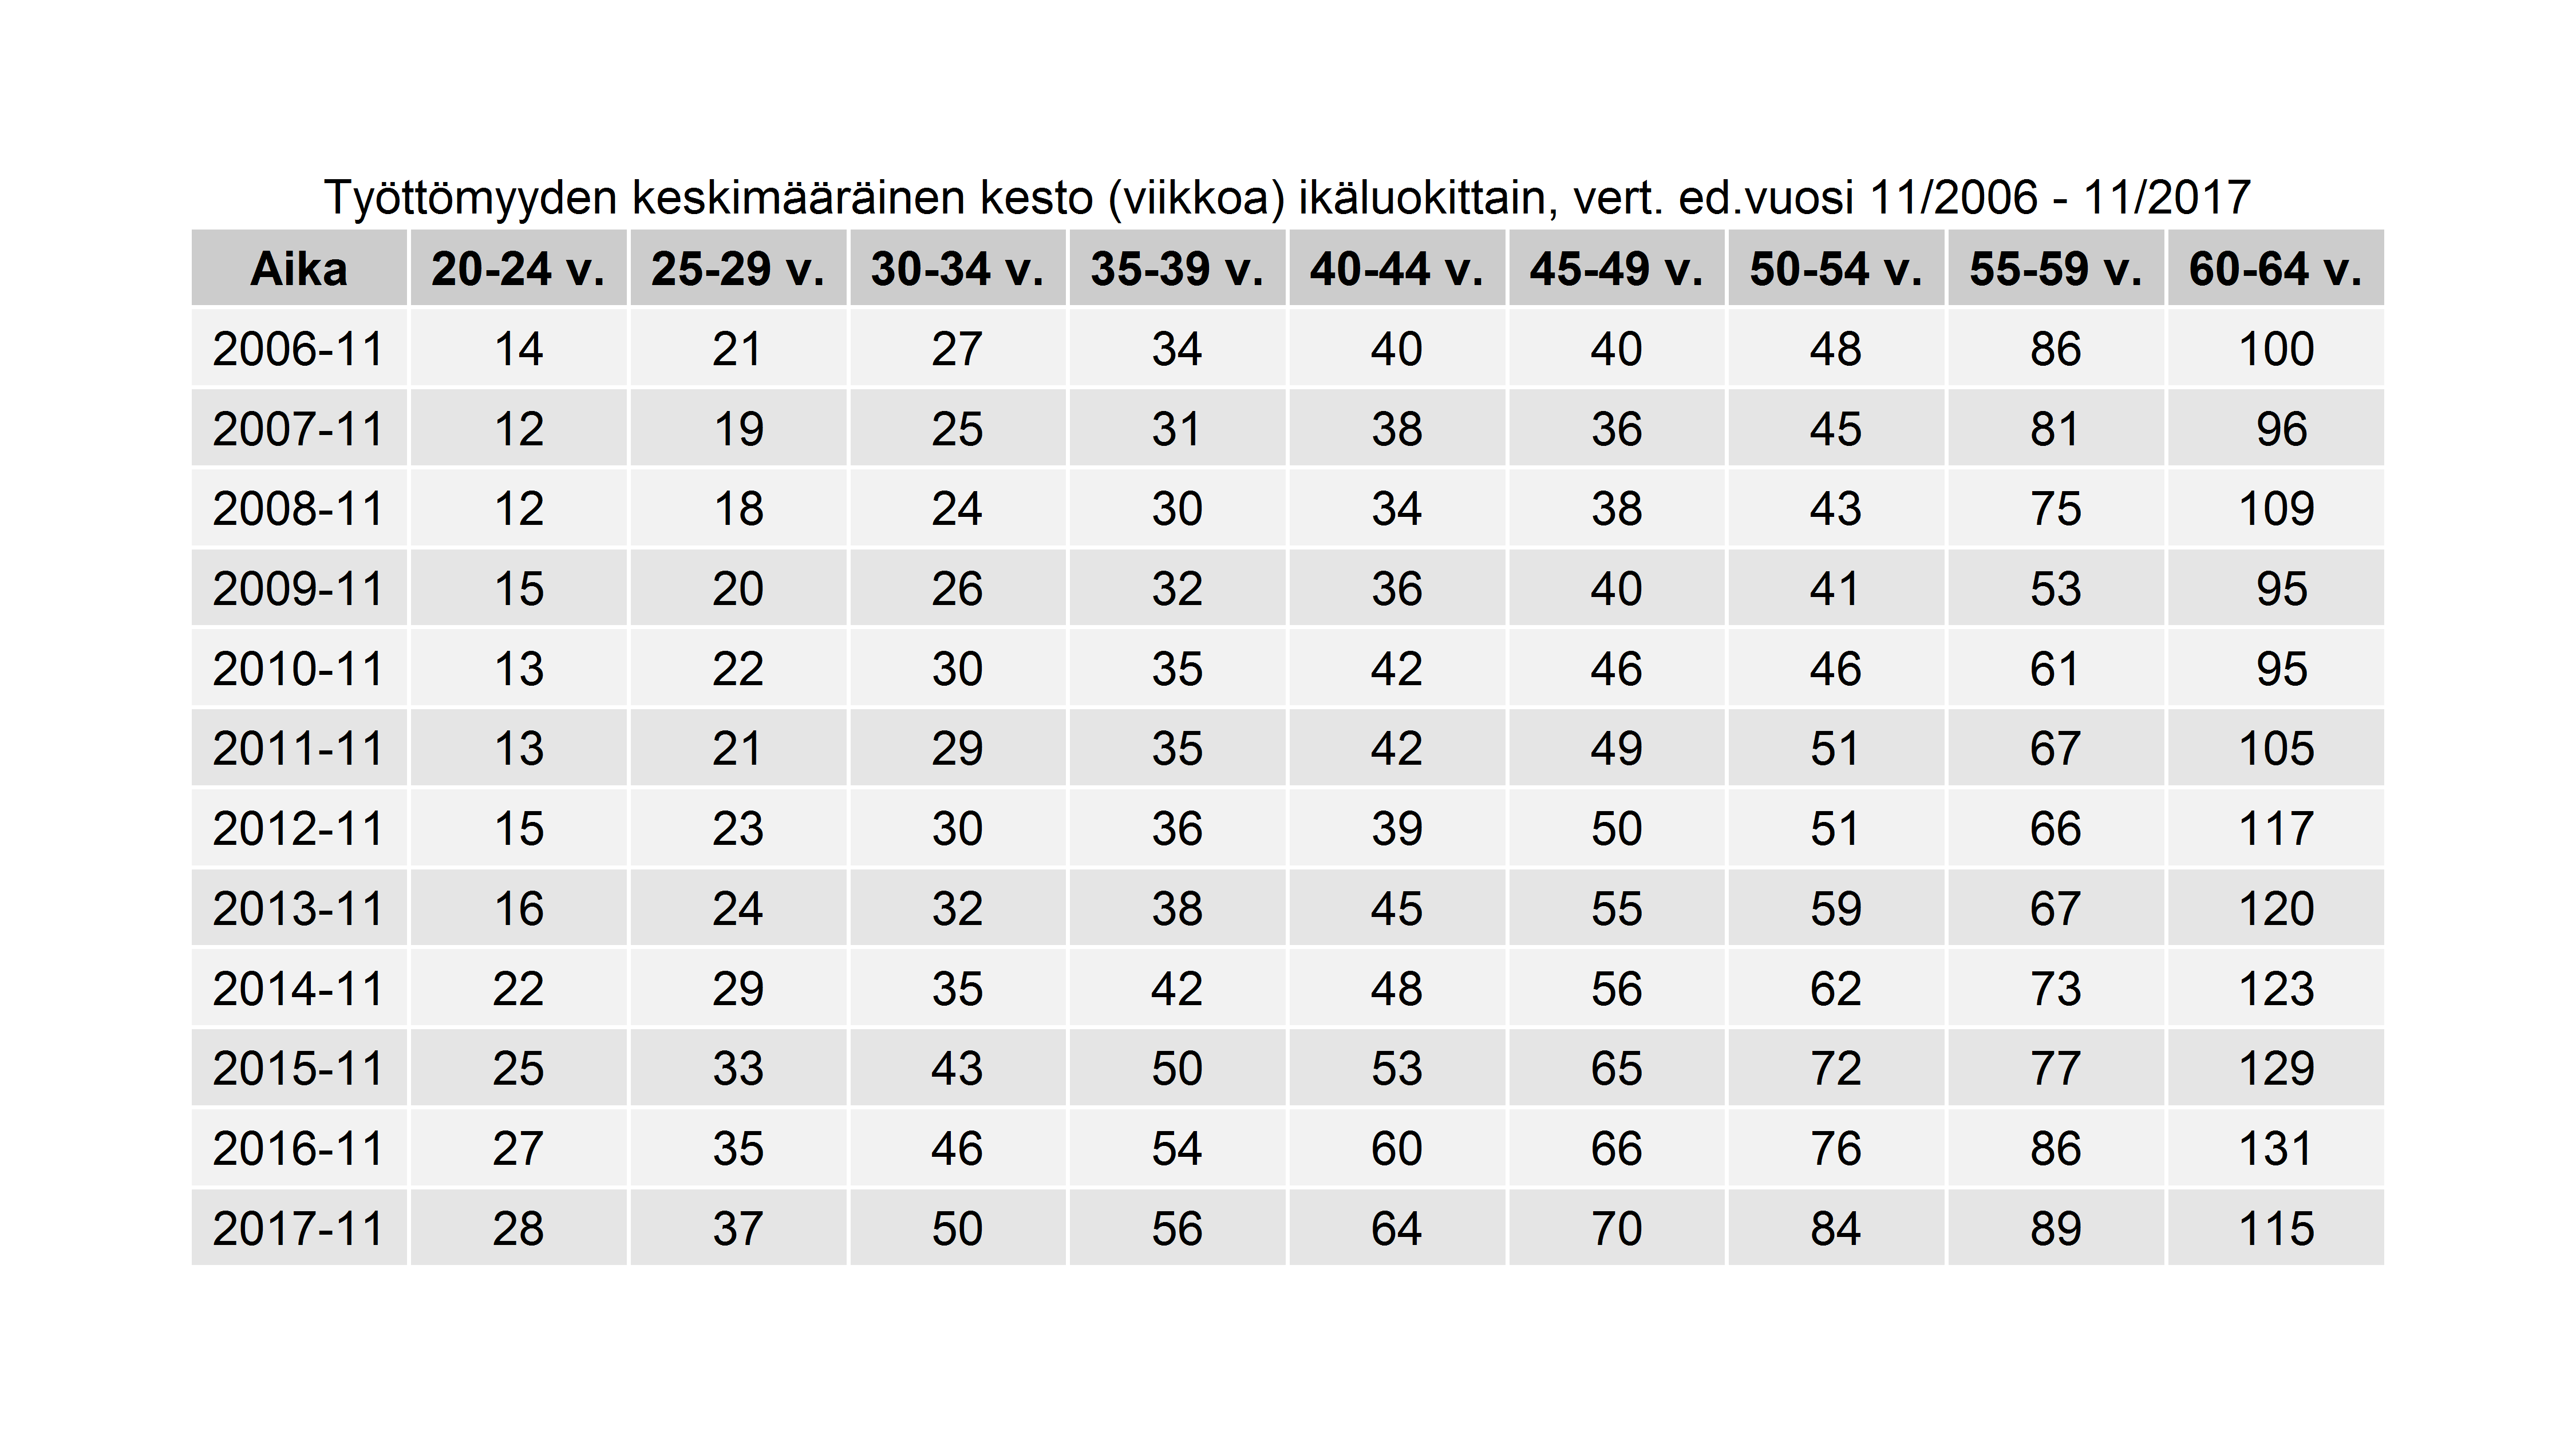 Työttömyyden keskimääräinen kesto (viikkoa) ikäluokittain, vert. ed.vuosi 11/2006 - 11/2017
Aika 20-24 v. 25-29 v. 30-34 v. 35-39 v. 40-44 v. 45-49 v. 50-54 v. 55-59 v. 60-64 v.
2006-11 14 21 27 34 40 40 48 86 100
2007-11 12 19 25 31 38 36 45 81 96
2008-11 12 18 24 30 34 38 43 75 109
2009-11 15 20 26 32 36 40 41 53 95
2010-11 13 22 30 35 42 46 46 61 95
2011-11 13 21 29 35 42 49 51 67 105
2012-11 15 23 30 36 39 50 51 66 117
2013-11 16 24 32 38 45 55 59 67 120
2014-11 22 29 35 42 48 56 62 73 123
2015-11 25 33 43 50 53 65 72 77 129
2016-11 27 35 46 54 60 66 76 86 131
2017-11 28 37 50 56 64 70 84 89 115